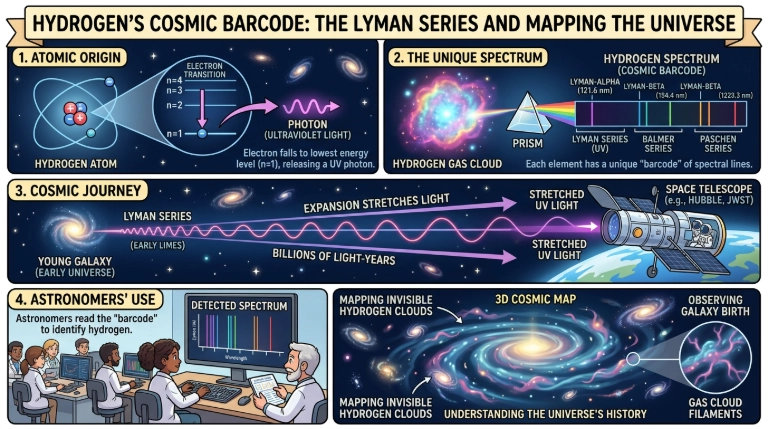 HYDROGEN'S COSMIC BARCODE: THE LYMAN SERIES AND MAPPING THE UNIVERSE
1. ATOMIC ORIGIN
ELECTRON
TRANSITION
n=4
n=3
n=2
n=1
PHOTON
(ULTRAVIOLET LIGHT)
HYDROGEN ATOM
Electron falls to lowest energy
level (n=1), releasing a UV photon.
2. THE UNIQUE SPECTRUM
HYDROGEN SPECTRUM
(COSMIC BARCODE)
LYMAN-ALPHA
(121.6 nm)
LYMAN-BETA
(154.4 nm)
LYMAN-BETA
(1223.3 nm)
PRISM
LYMAN SERIES
(UV)
BALMER
SERIES
PASCHEN
SERIES
HYDROGEN GAS CLOUD
Each element has a unique "barcode" of spectral lines.
3. COSMIC JOURNEY
LYMAN SERIES
(EARLY LIMES)
YOUNG GALAXY
(EARLY UNIVERSE)
EXPANSION STRETCHES LIGHT
BILLIONS OF LIGHT-YEARS
STRETCHED
UV LIGHT
STRETCHED
UV LIGHT
SPACE TELESCOPE
(e.g., HUBBLE, JWST)
4. ASTRONOMERS' USE
Astronomers read the "barcode"
to identify hydrogen.
DETECTED SPECTRUM
Wavelength
MAPPING INVISIBLE
HYDROGEN CLOUDS
3D COSMIC MAP
OBSERVING
GALAXY BIRTH
MAPPING INVISIBLE
HYDROGEN CLOUDS
UNDERSTANDING THE UNIVERSE'S HISTORY
GAS CLOUD
FILAMENTS